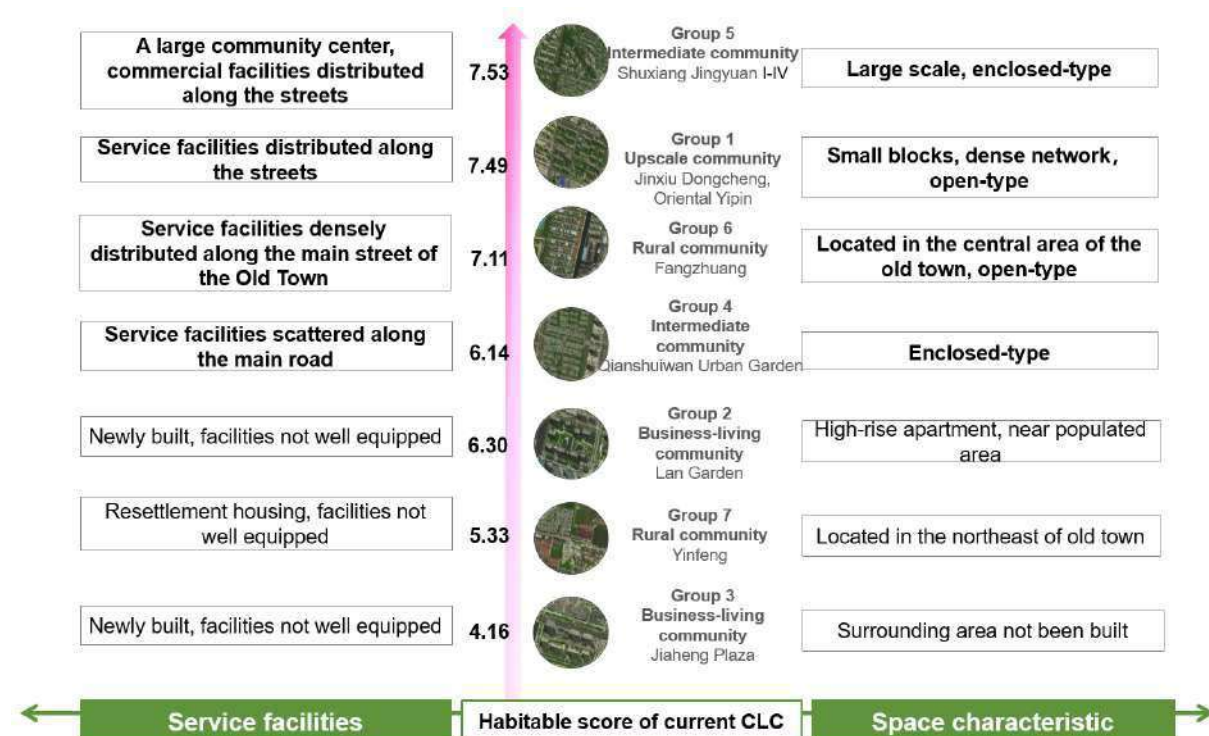 A large community center,
commercial facilities distributed
along the streets
7.53
Group 5
Intermediate community
Shuxiang Jingyuan I-IV
Large scale, enclosed-type
Service facilities distributed along
the streets
7.49
Group 1
Upscale community
Jinxiu Dongcheng,
Oriental Yipin
Small blocks, dense network,
open-type
Service facilities densely
distributed along the main street of
the Old Town
7.11
Group 6
Rural community
Fangzhuang
Located in the central area of the
old town, open-type
Service facilities scattered along
the main road
6.14
Group 4
Intermediate
community
Qianshuiwan Urban Garden
Enclosed-type
Newly built, facilities not well equipped
6.30
Group 2
Business-living
community
Lan Garden
High-rise apartment, near populated
area
Resettlement housing, facilities not
well equipped
5.33
Group 7
Rural community
Yinfeng
Located in the northeast of old town
Newly built, facilities not well equipped
4.16
Group 3
Business-living
community
Jiaheng Plaza
Surrounding area not been built
Service facilities
Habitable score of current CLC
Space characteristic